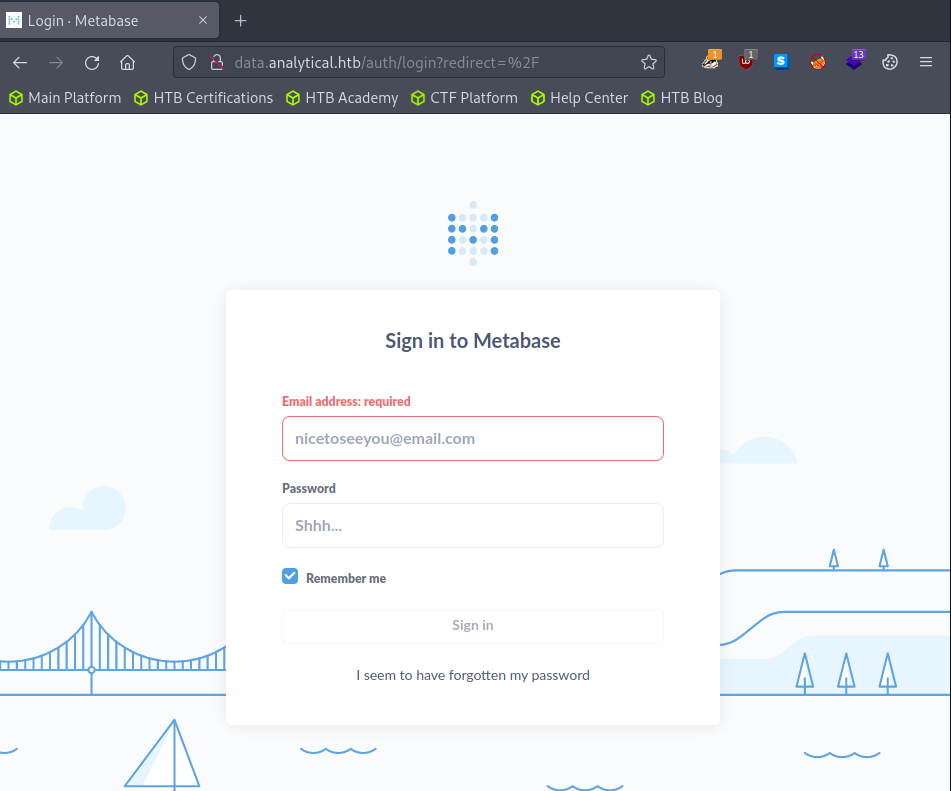 Login · Metabase
data.analytical.htb/auth/login?redirect=%2F
1 1 S 13
Main Platform HTB Certifications HTB Academy CTF Platform Help Center HTB Blog
Sign in to Metabase
Email address: required
nicetoseeyou@email.com
Password
Shhh...
Remember me
Sign in
I seem to have forgotten my password